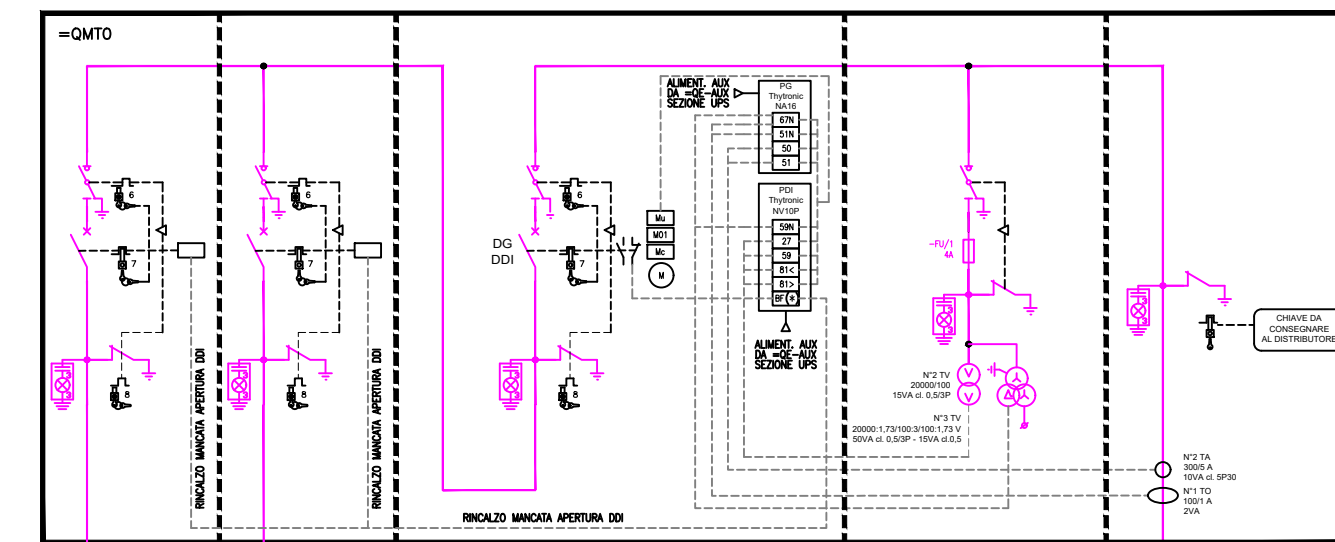 =QMT0
6
7
8
RINCALZO MANCATA APERTURA DDI
6
7
8
RINCALZO MANCATA APERTURA DDI
DG
DDI
6
7
8
Mu
M01
Mc
M
RINCALZO MANCATA APERTURA DDI
ALIMENT. AUX
DA =QE-AUX
SEZIONE UPS
PG
Thytronic
NA16
67N
51N
50
51
PDI
Thytronic
NV10P
59N
27
59
81<
81>
BF(*)
ALIMENT. AUX
DA =QE-AUX
SEZIONE UPS
-FU/1
4A
N°2 TV
20000/100
15VA cl. 0,5/3P
N°3 TV
20000:1,73/100:3/100:1,73 V
50VA cl. 0,5/3P - 15VA cl.0,5
CHIAVE DA
CONSEGNARE
AL DISTRIBUTORE
N°2 TA
300/5 A
10VA cl. 5P30
N°1 TO
100/1 A
2VA